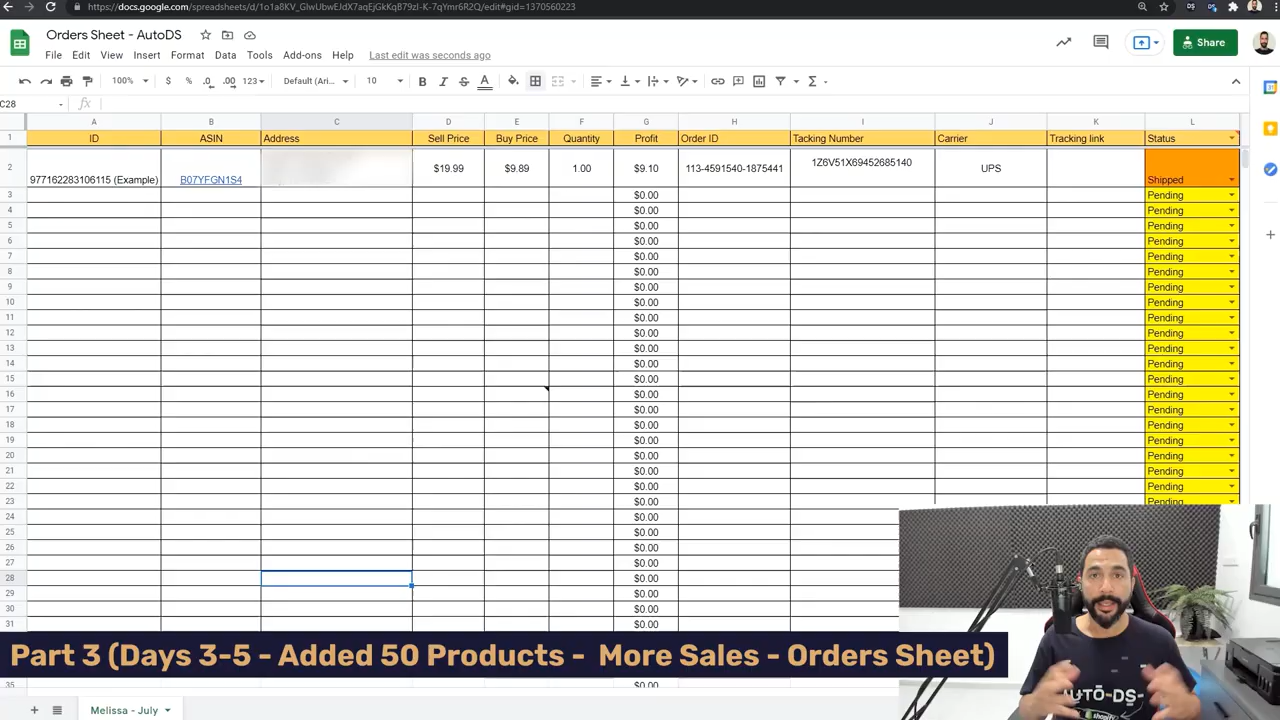 https://docs.google.com/spreadsheets/d/1o1a8KV_GlwUbwEJdX7aqEjGkKqB79zI-K-7qYmr6R2Q/edit#gid=1370560223
Orders Sheet - AutoDS
File Edit View Insert Format Data Tools Add-ons Help Last edit was seconds ago
Share
100% $ % .0 .00 123 Default (Ari... 10 B I S A
C28 fx
A B C D E F G H I J K L
1 ID ASIN Address Sell Price Buy Price Quantity Profit Order ID Tacking Number Carrier Tracking link Status
2 977162283106115 (Example) B07YFGN1S4 $19.99 $9.89 1.00 $9.10 113-4591540-1875441 1Z6V51X69452685140 UPS Shipped
3 $0.00 Pending
4 $0.00 Pending
5 $0.00 Pending
6 $0.00 Pending
7 $0.00 Pending
8 $0.00 Pending
9 $0.00 Pending
10 $0.00 Pending
11 $0.00 Pending
12 $0.00 Pending
13 $0.00 Pending
14 $0.00 Pending
15 $0.00 Pending
16 $0.00 Pending
17 $0.00 Pending
18 $0.00 Pending
19 $0.00 Pending
20 $0.00 Pending
21 $0.00 Pending
22 $0.00 Pending
23 $0.00 Pending
24 $0.00
25 $0.00
26 $0.00
27 $0.00
28 $0.00
29 $0.00
30 $0.00
31 $0.00
Part 3 (Days 3-5 - Added 50 Products - More Sales - Orders Sheet)
35 $0.00
AUTO-DS
shopify
Melissa - July